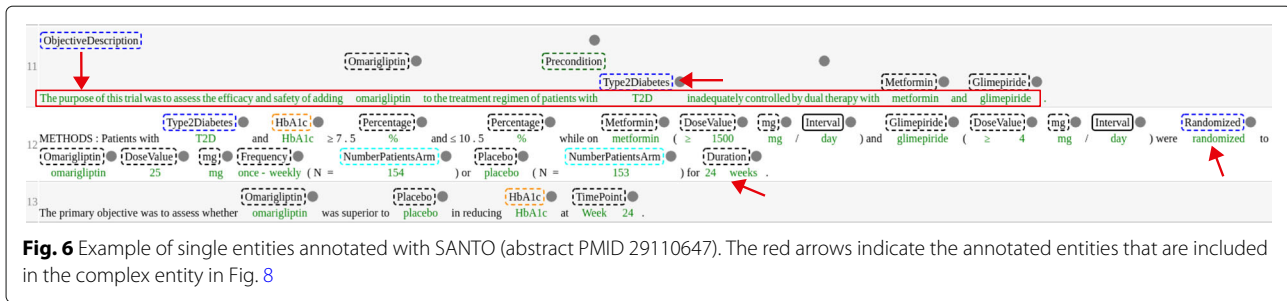 ObjectiveDescription
Omarigliptin Precondition
11
Type2Diabetes Metformin Glimepiride
The purpose of this trial was to assess the efficacy and safety of adding omarigliptin to the treatment regimen of patients with T2D inadequately controlled by dual therapy with metformin and glimepiride .
Type2Diabetes HbA1c Percentage Percentage Metformin DoseValue mg Interval Glimepiride DoseValue mg Interval Randomized
12 METHODS : Patients with T2D and HbA1c ≥ 7 . 5 % and ≤ 10 . 5 % while on metformin ( ≥ 1500 mg / day ) and glimepiride ( ≥ 4 mg / day ) were randomized to
Omarigliptin DoseValue mg Frequency NumberPatientsArm Placebo NumberPatientsArm Duration
omarigliptin 25 mg once - weekly ( N = 154 ) or placebo ( N = 153 ) for 24 weeks .
Omarigliptin Placebo HbA1c TimePoint
13 The primary objective was to assess whether omarigliptin was superior to placebo in reducing HbA1c at Week 24 .
Fig. 6 Example of single entities annotated with SANTO (abstract PMID 29110647). The red arrows indicate the annotated entities that are included
in the complex entity in Fig. 8